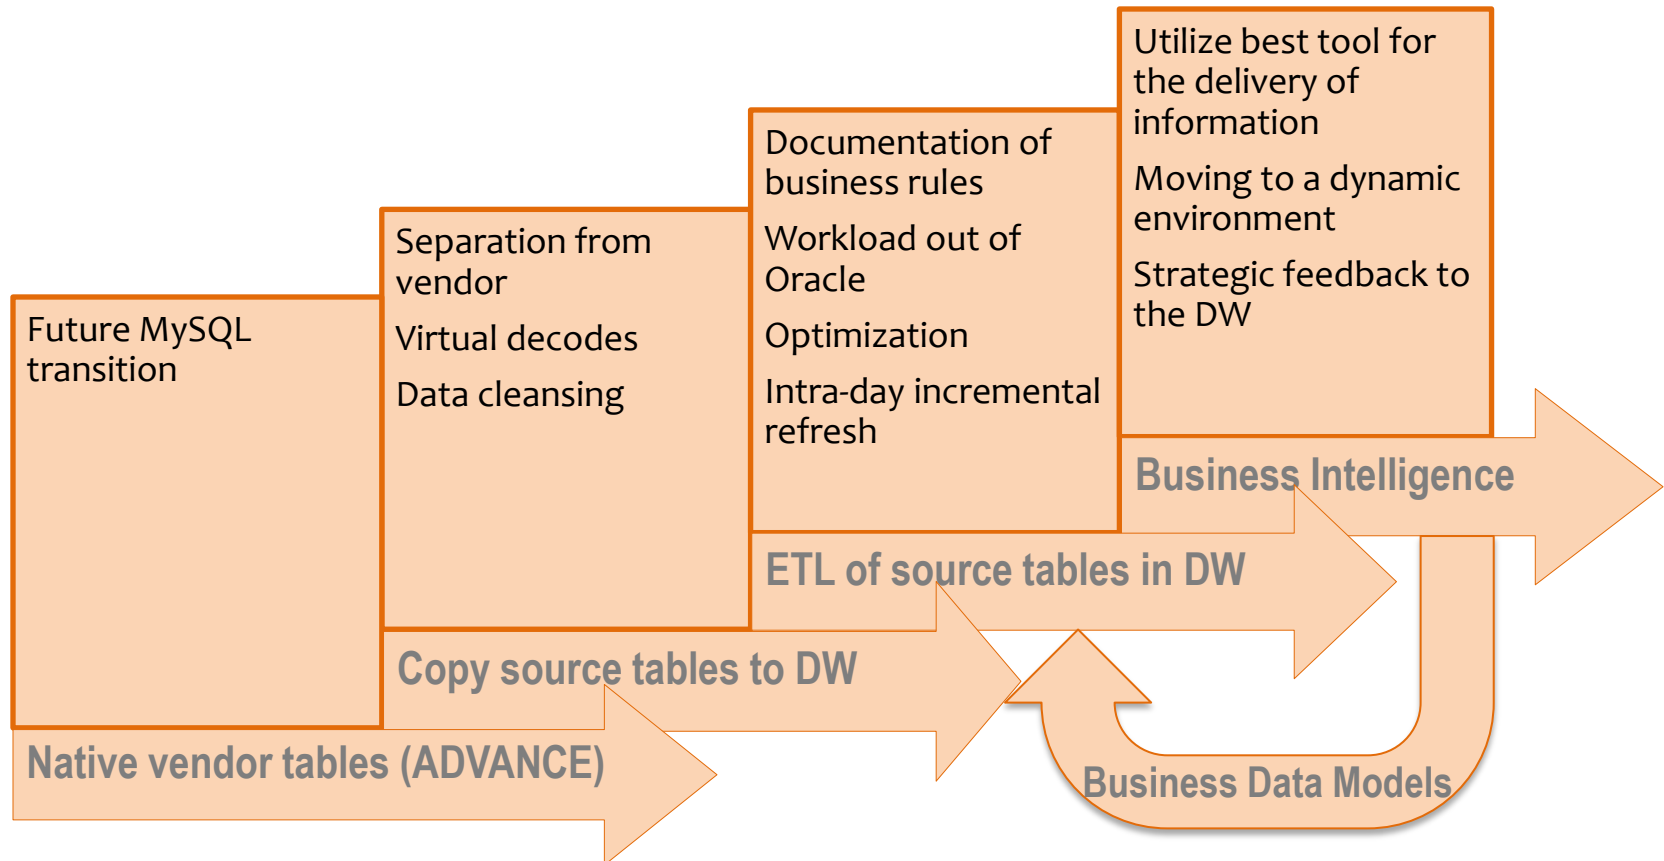 Future MySQL
transition
Native vendor tables (ADVANCE)
Separation from
vendor
Virtual decodes
Data cleansing
Copy source tables to DW
Documentation of
business rules
Workload out of
Oracle
Optimization
Intra-day incremental
refresh
ETL of source tables in DW
Utilize best tool for
the delivery of
information
Moving to a dynamic
environment
Strategic feedback to
the DW
Business Intelligence
Business Data Models